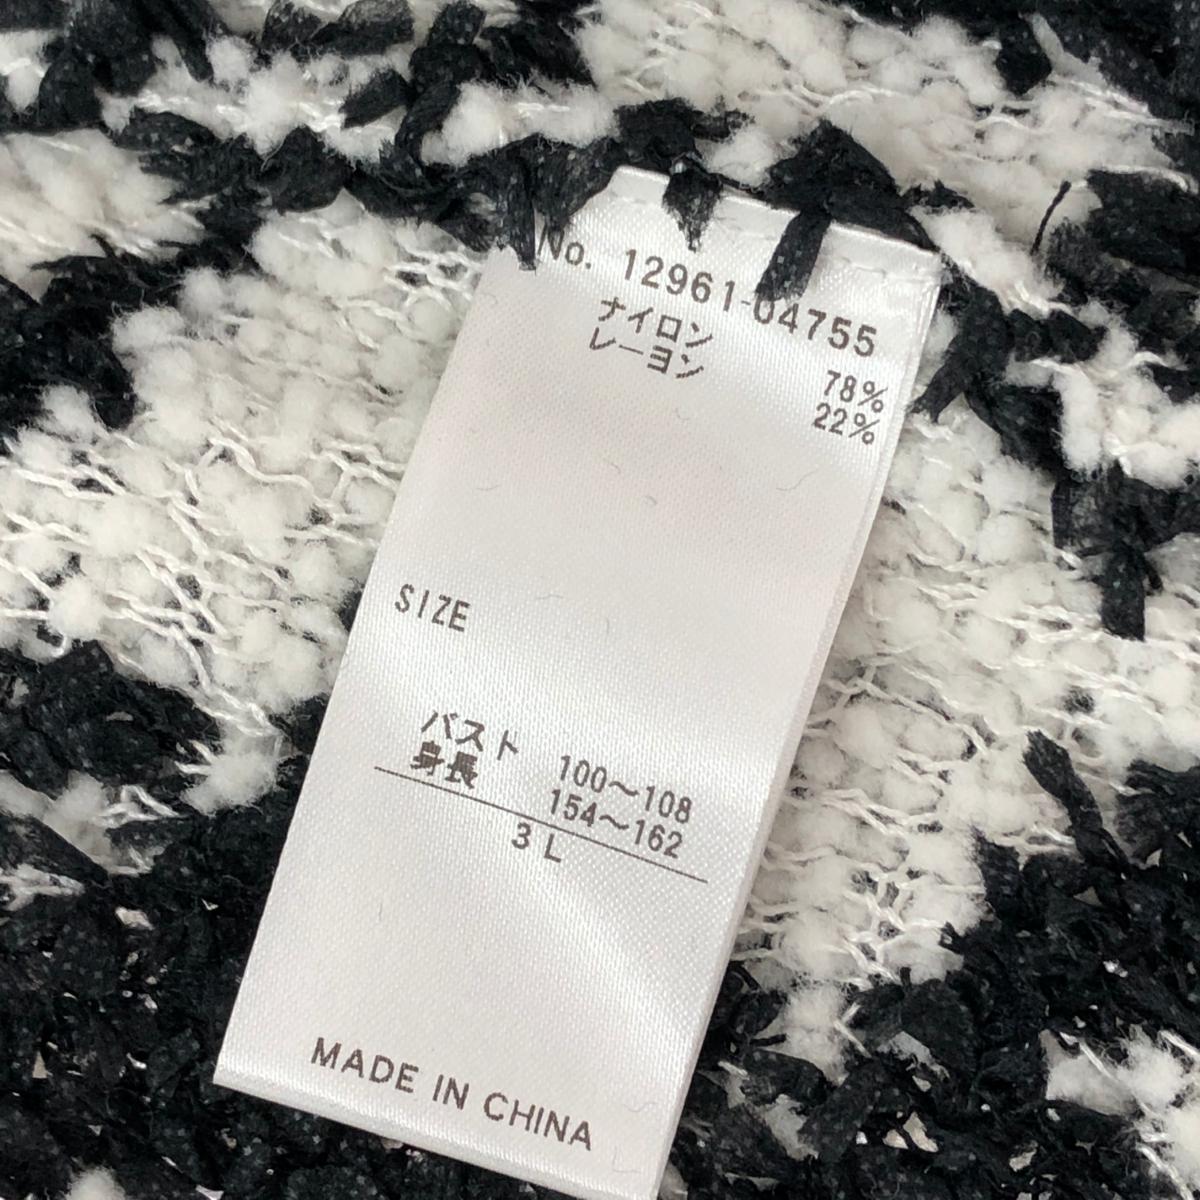 No. 12961-04755
ナイロン 78%
レーヨン 22%
SIZE
バスト 100～108
身長 154～162
3L
MADE IN CHINA